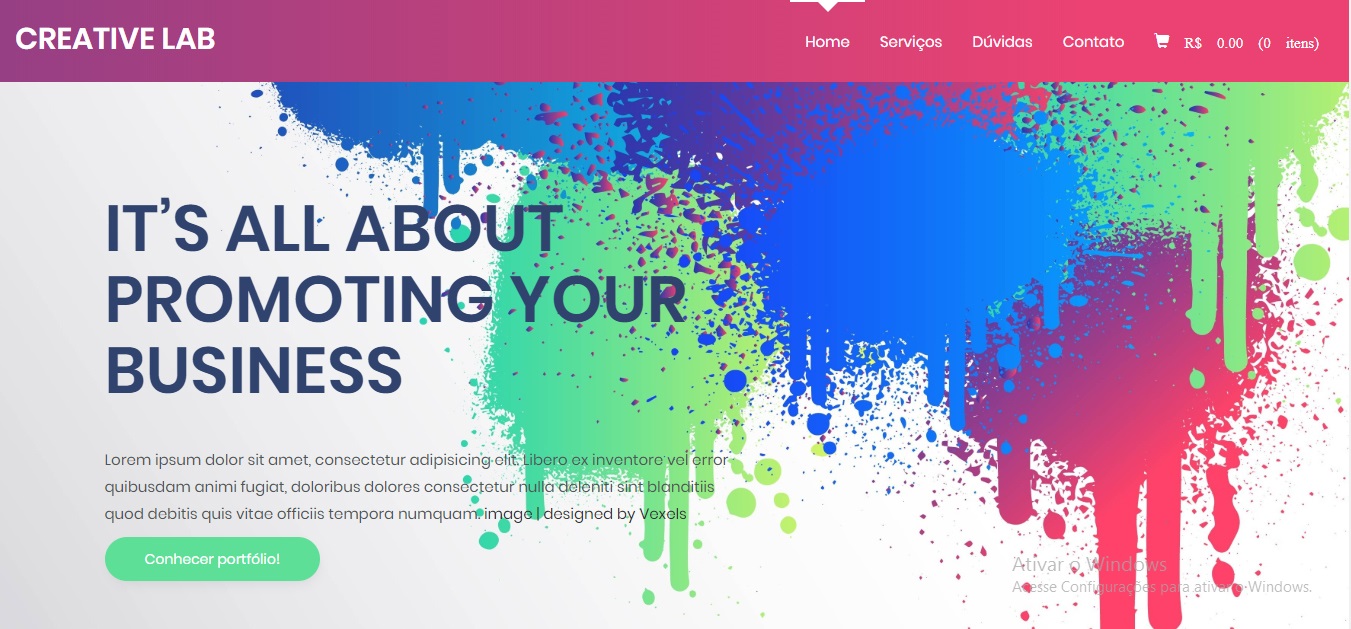 CREATIVE LAB
Home Serviços Dúvidas Contato R$ 0.00 (0 itens)
IT’S ALL ABOUT
PROMOTING YOUR
BUSINESS
Lorem ipsum dolor sit amet, consectetur adipisicing elit. Libero ex inventore vel error
quibusdam animi fugiat, doloribus dolores consectetur nulla deleniti sint blanditiis
quod debitis quis vitae officiis tempora numquam. image | designed by Vexels
Conhecer portfólio!
Ativar o Windows
Acesse Configurações para ativar o Windows.